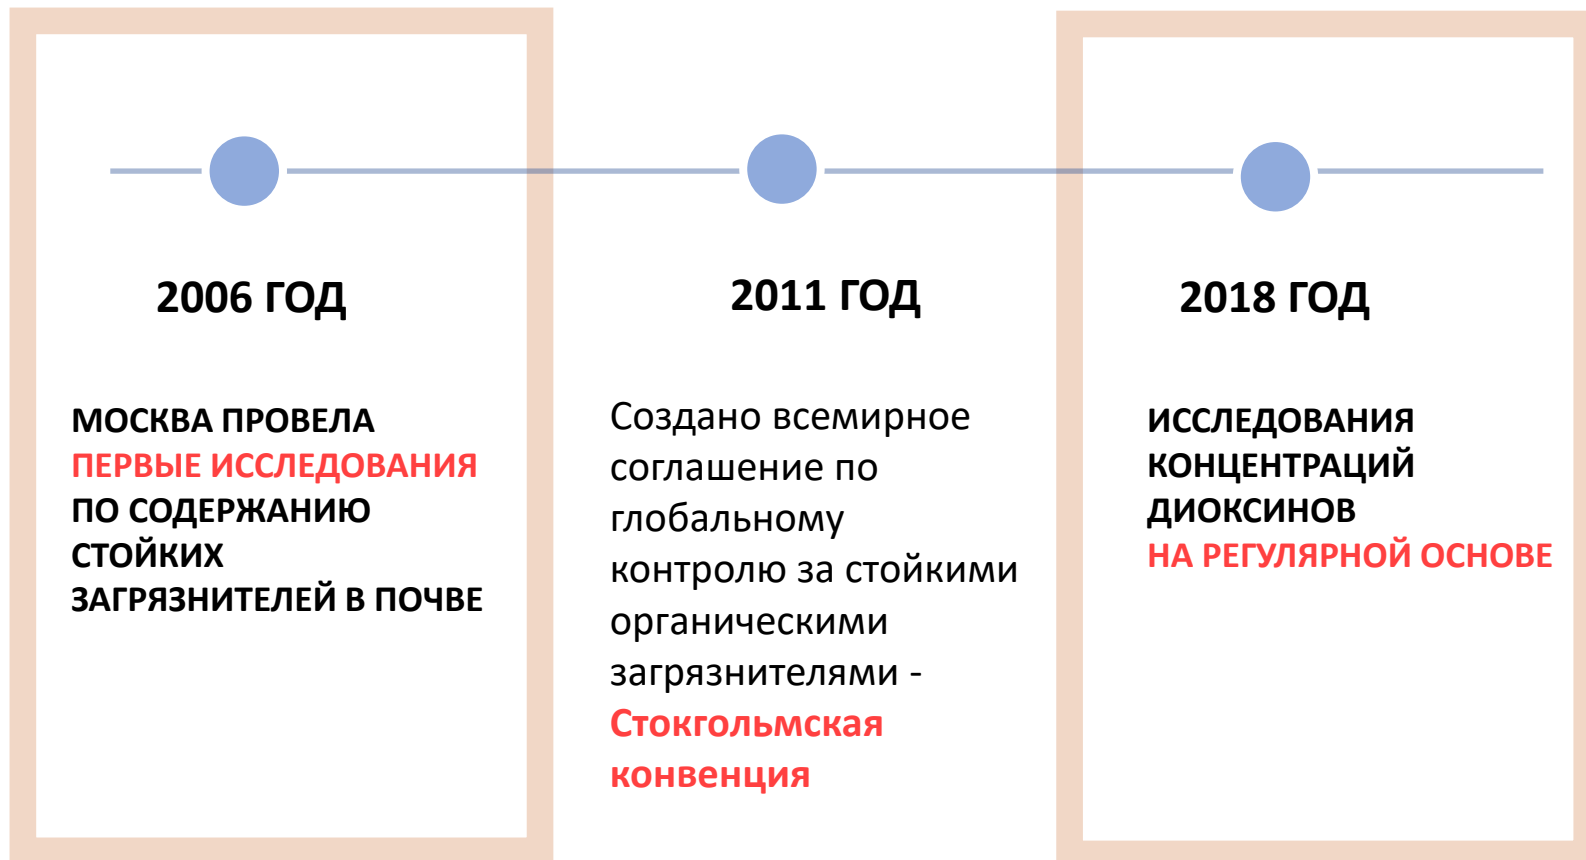 2006 ГОД
МОСКВА ПРОВЕЛА
ПЕРВЫЕ ИССЛЕДОВАНИЯ
ПО СОДЕРЖАНИЮ
СТОЙКИХ
ЗАГРЯЗНИТЕЛЕЙ В ПОЧВЕ
2011 ГОД
Создано всемирное
соглашение по
глобальному
контролю за стойкими
органическими
загрязнителями -
Стокгольмская
конвенция
2018 ГОД
ИССЛЕДОВАНИЯ
КОНЦЕНТРАЦИЙ
ДИОКСИНОВ
НА РЕГУЛЯРНОЙ ОСНОВЕ